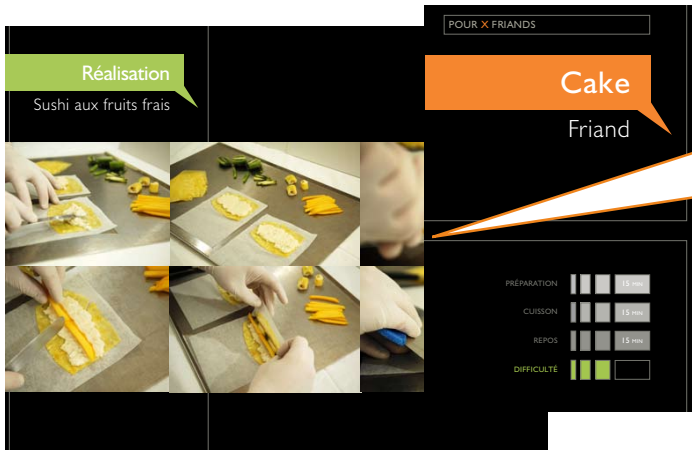 POUR X FRIANDS
Réalisation
Sushi aux fruits frais
Cake
Friand
PRÉPARATION 15 MIN
CUISSON 15 MIN
REPOS 15 MIN
DIFFICULTÉ